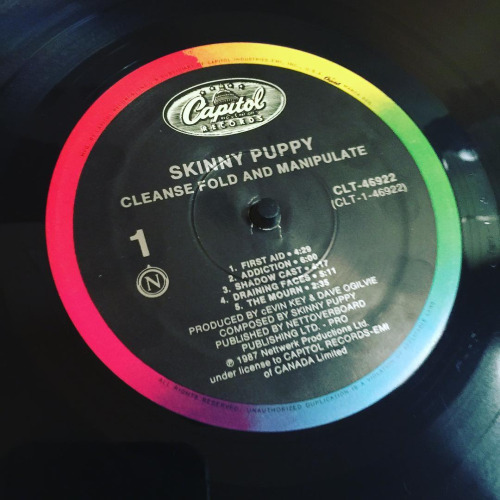 Capitol
RECORDS
SKINNY PUPPY
CLEANSE FOLD AND MANIPULATE
CLT-46922
(CLT-1-46922)
1
N
1. FIRST AID • 4:29
2. ADDICTION • 6:00
3. SHADOW CAST • 4:17
4. DRAINING FACES • 5:11
5. THE MOURN • 2:35
PRODUCED BY cEVIN KEY & DAVE OGILVIE
COMPOSED BY SKINNY PUPPY
PUBLISHED BY NETTOVERBOARD
PUBLISHING LTD. - PRO
℗ 1987 Nettwerk Productions Ltd.
under license to CAPITOL RECORDS-EMI
of CANADA Limited
ALL RIGHTS RESERVED. UNAUTHORIZED DUPLICATION IS A